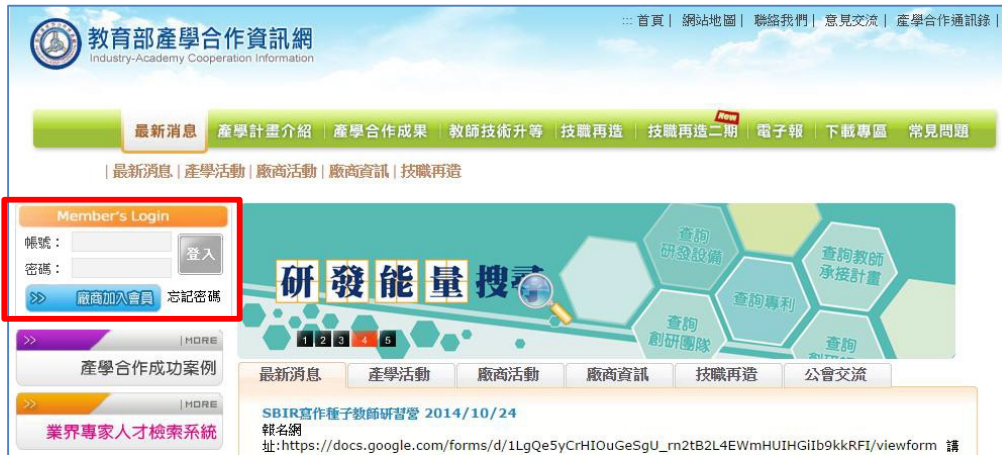 ::: 首頁 | 網站地圖 | 聯絡我們 | 意見交流 | 產學合作通訊錄 |
教育部產學合作資訊網
Industry-Academy Cooperation Information
最新消息 產學計畫介紹 產學合作成果 教師技術升等 技職再造 技職再造二期 New 電子報 下載專區 常見問題
| 最新消息 | 產學活動 | 廠商活動 | 廠商資訊 | 技職再造
Member's Login
帳號：
登入
密碼：
廠商加入會員 忘記密碼
研發能量搜尋
查詢
研發設備
查詢教師
承接計畫
查詢專利
查詢
創研團隊
查詢
1 2 3 4 5
MORE
產學合作成功案例
MORE
業界專家人才檢索系統
最新消息 產學活動 廠商活動 廠商資訊 技職再造 公會交流
SBIR寫作種子教師研習營 2014/10/24
報名網
址:https://docs.google.com/forms/d/1LgQe5yCrHIOuGeSgU_rn2tB2L4EWmHUIHGiIb9kkRFI/viewform 講